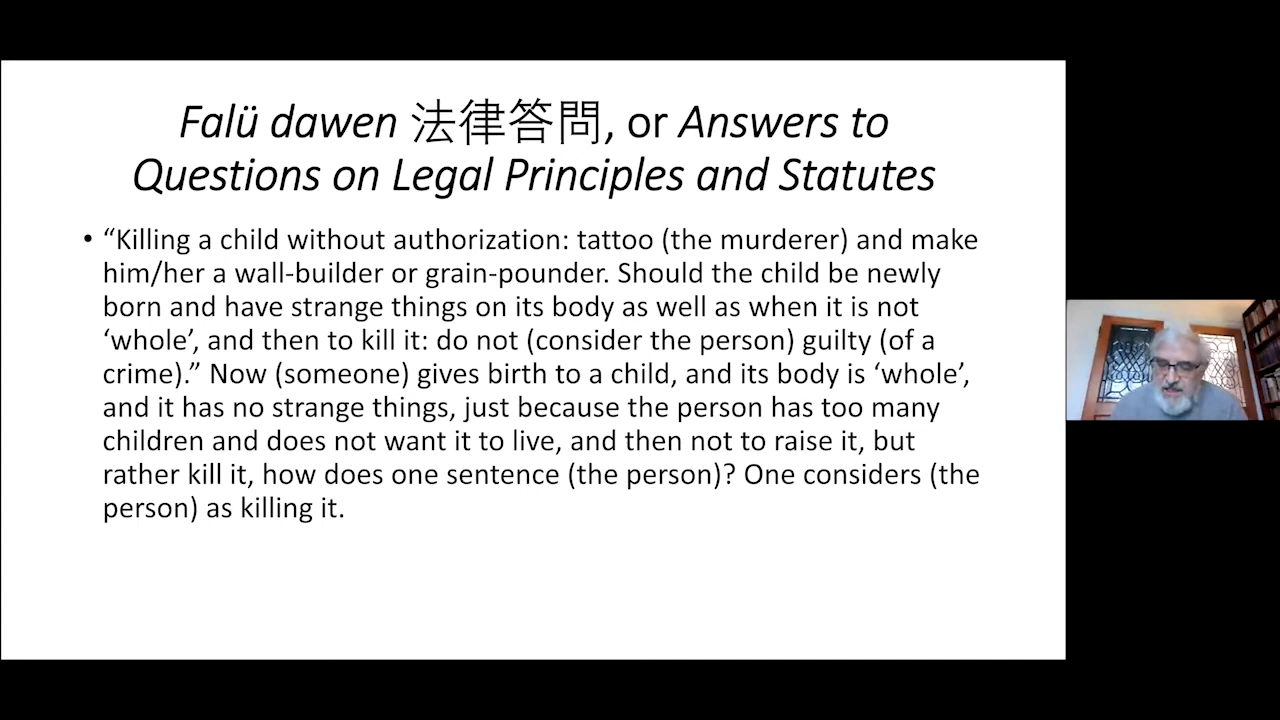 Falü dawen 法律答問, or Answers to
Questions on Legal Principles and Statutes
• “Killing a child without authorization: tattoo (the murderer) and make
him/her a wall-builder or grain-pounder. Should the child be newly
born and have strange things on its body as well as when it is not
‘whole’, and then to kill it: do not (consider the person) guilty (of a
crime).” Now (someone) gives birth to a child, and its body is ‘whole’,
and it has no strange things, just because the person has too many
children and does not want it to live, and then not to raise it, but
rather kill it, how does one sentence (the person)? One considers (the
person) as killing it.